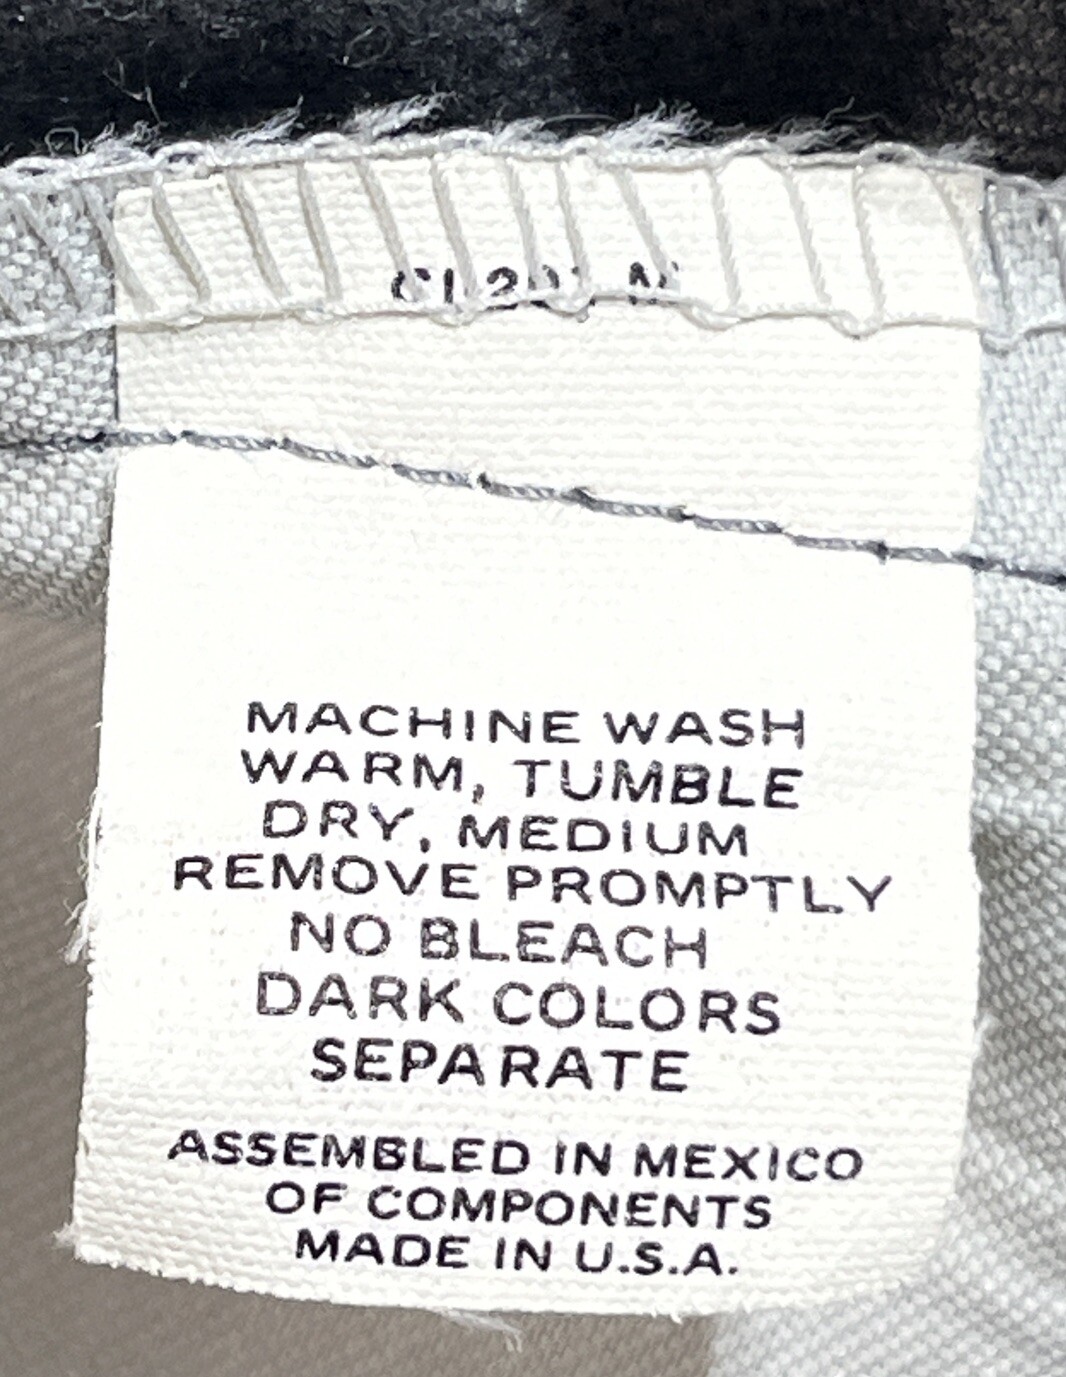 MACHINE WASH
WARM, TUMBLE
DRY, MEDIUM
REMOVE PROMPTLY
NO BLEACH
DARK COLORS
SEPARATE
ASSEMBLED IN MEXICO
OF COMPONENTS
MADE IN U.S.A.